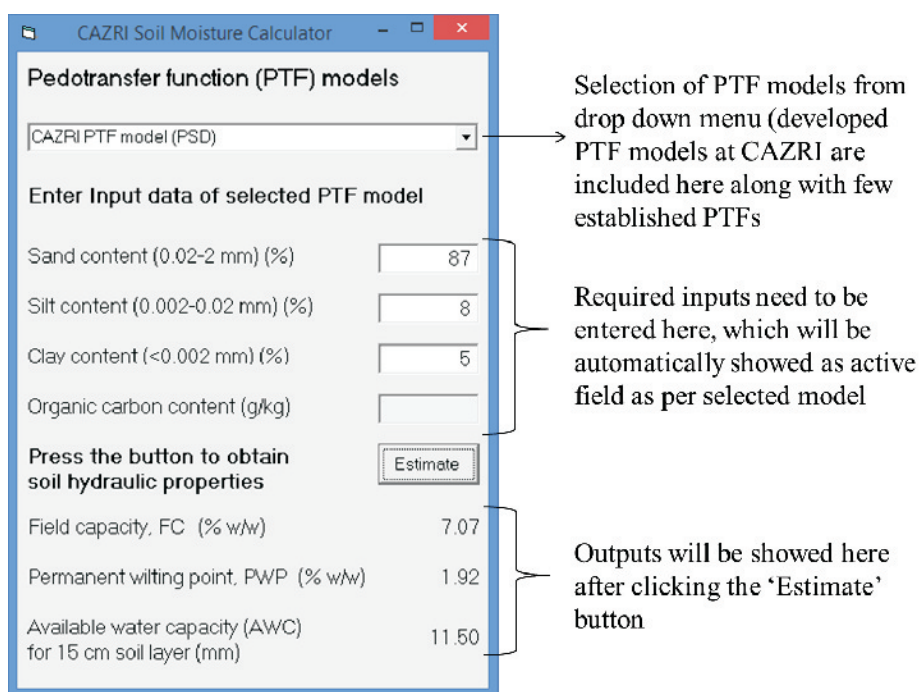 CAZRI Soil Moisture Calculator
Pedotransfer function (PTF) models
CAZRI PTF model (PSD)
Enter Input data of selected PTF model
Sand content (0.02-2 mm) (%) 87
Silt content (0.002-0.02 mm) (%) 8
Clay content (<0.002 mm) (%) 5
Organic carbon content (g/kg)
Press the button to obtain
soil hydraulic properties
Estimate
Field capacity, FC (% w/w) 7.07
Permanent wilting point, PWP (% w/w) 1.92
Available water capacity (AWC)
for 15 cm soil layer (mm) 11.50
Selection of PTF models from
drop down menu (developed
PTF models at CAZRI are
included here along with few
established PTFs
Required inputs need to be
entered here, which will be
automatically showed as active
field as per selected model
Outputs will be showed here
after clicking the ‘Estimate’
button